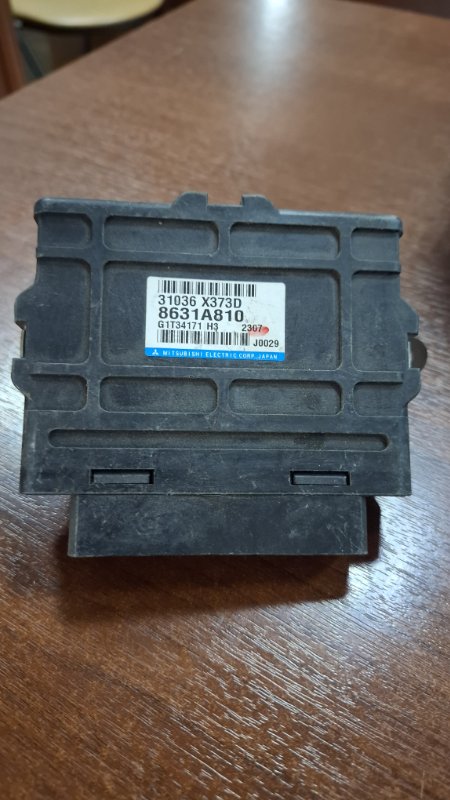 31036 X373D
8631A810
G1T34171 H3 2307
J0029
MITSUBISHI ELECTRIC CORP. JAPAN